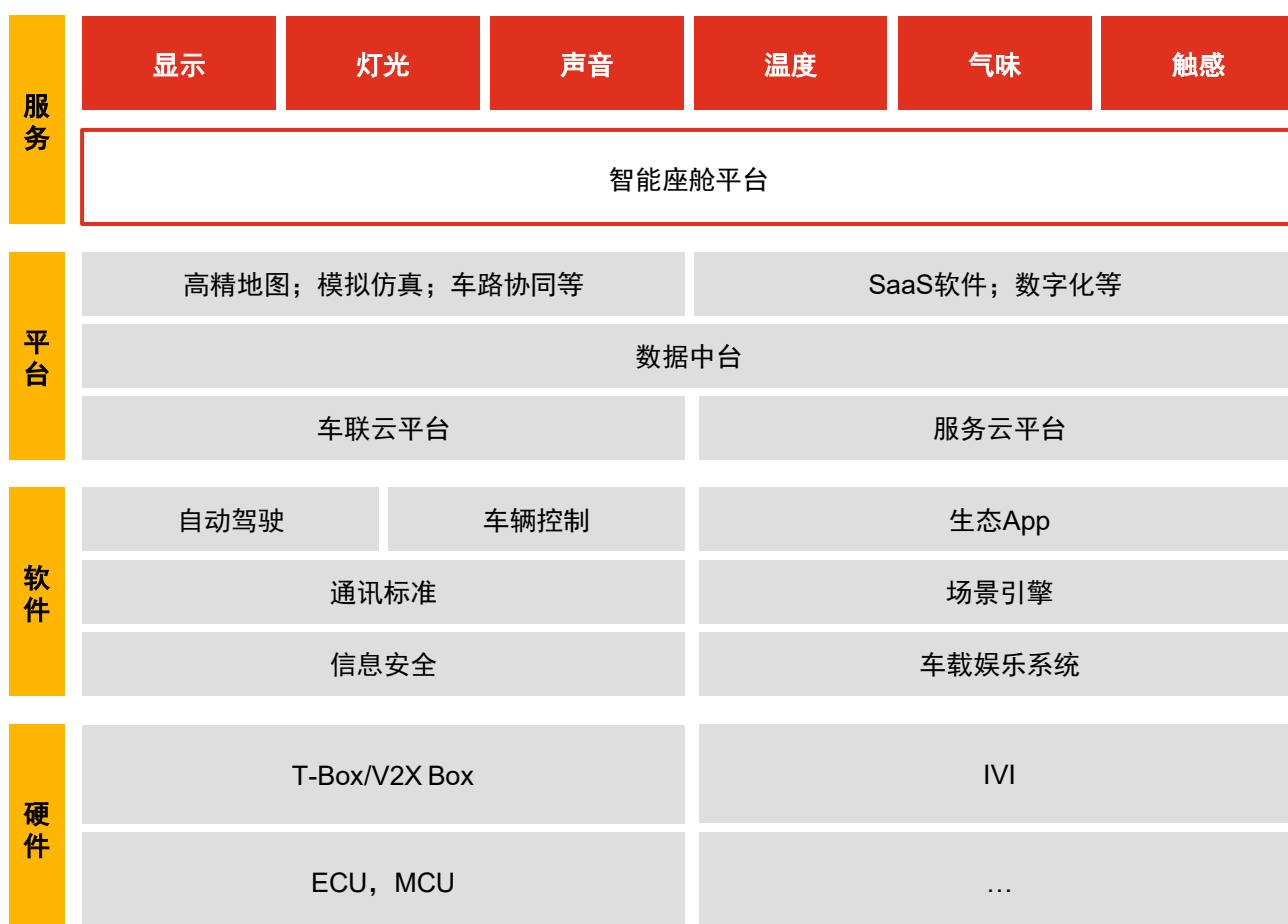 服务
显示
灯光
声音
温度
气味
触感
智能座舱平台
平台
高精地图；模拟仿真；车路协同等
SaaS软件；数字化等
数据中台
车联云平台
服务云平台
软件
自动驾驶
车辆控制
生态App
通讯标准
场景引擎
信息安全
车载娱乐系统
硬件
T-Box/V2X Box
IVI
ECU，MCU
…